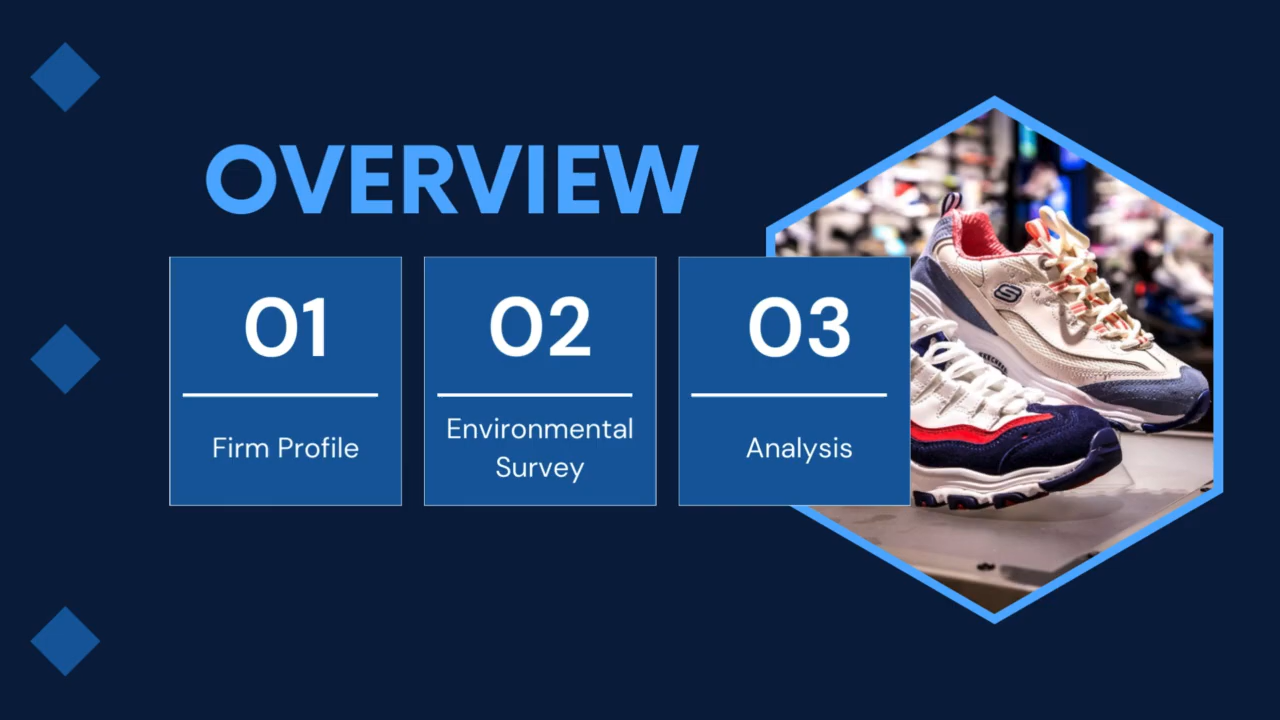 OVERVIEW
01
02
03
Firm Profile
Environmental
Survey
Analysis